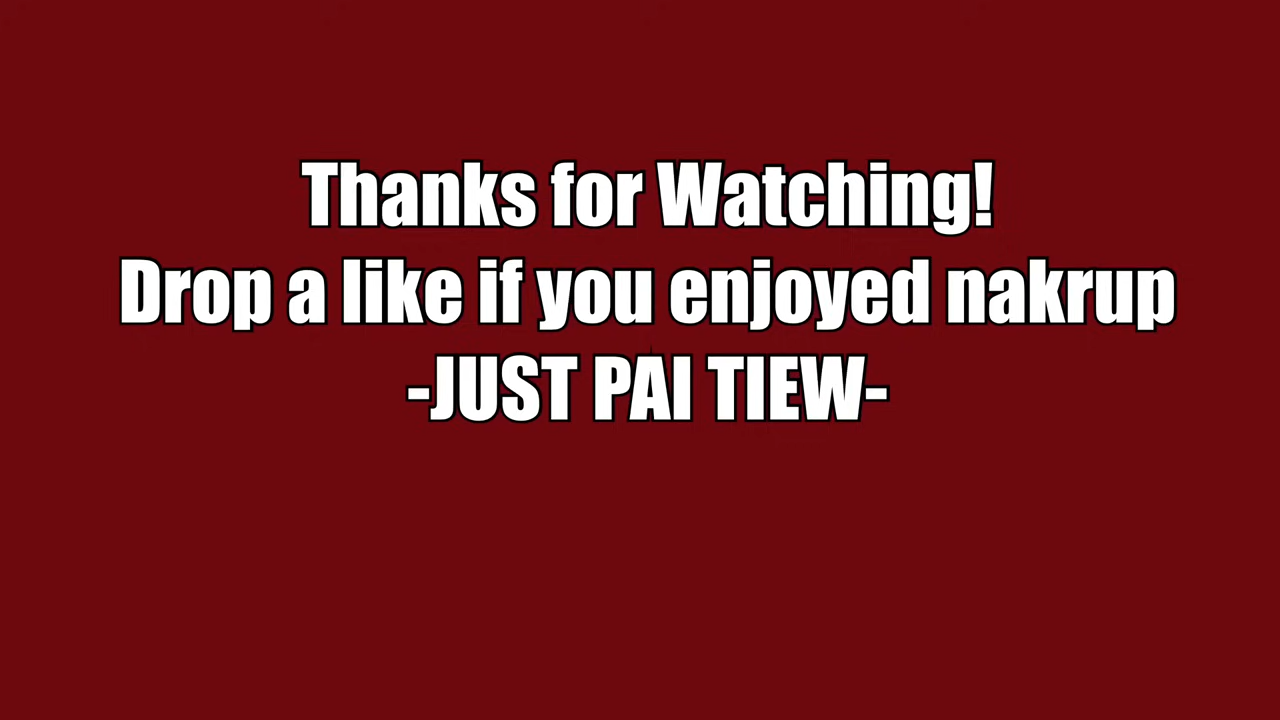 Thanks for Watching!
Drop a like if you enjoyed nakrup
-JUST PAI TIEW-